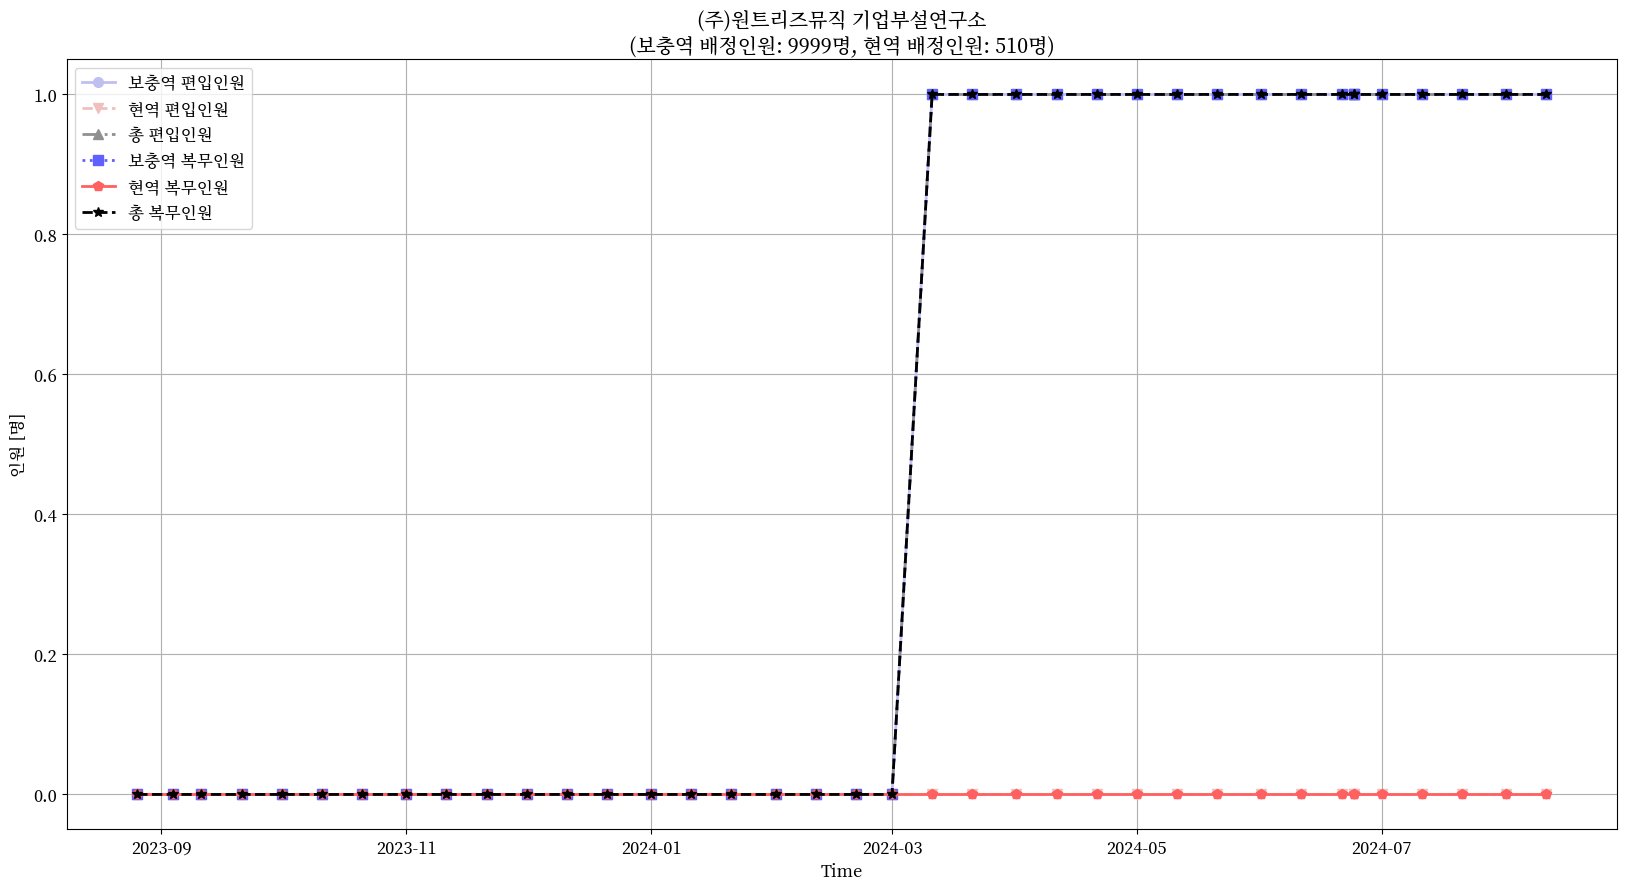 (주)원트리즈뮤직 기업부설연구소
(보충역 배정인원: 9999명, 현역 배정인원: 510명)
보충역 편입인원
현역 편입인원
총 편입인원
보충역 복무인원
현역 복무인원
총 복무인원
인원 [명]
1.0
0.8
0.6
0.4
0.2
0.0
2023-09
2023-11
2024-01
2024-03
2024-05
2024-07
Time